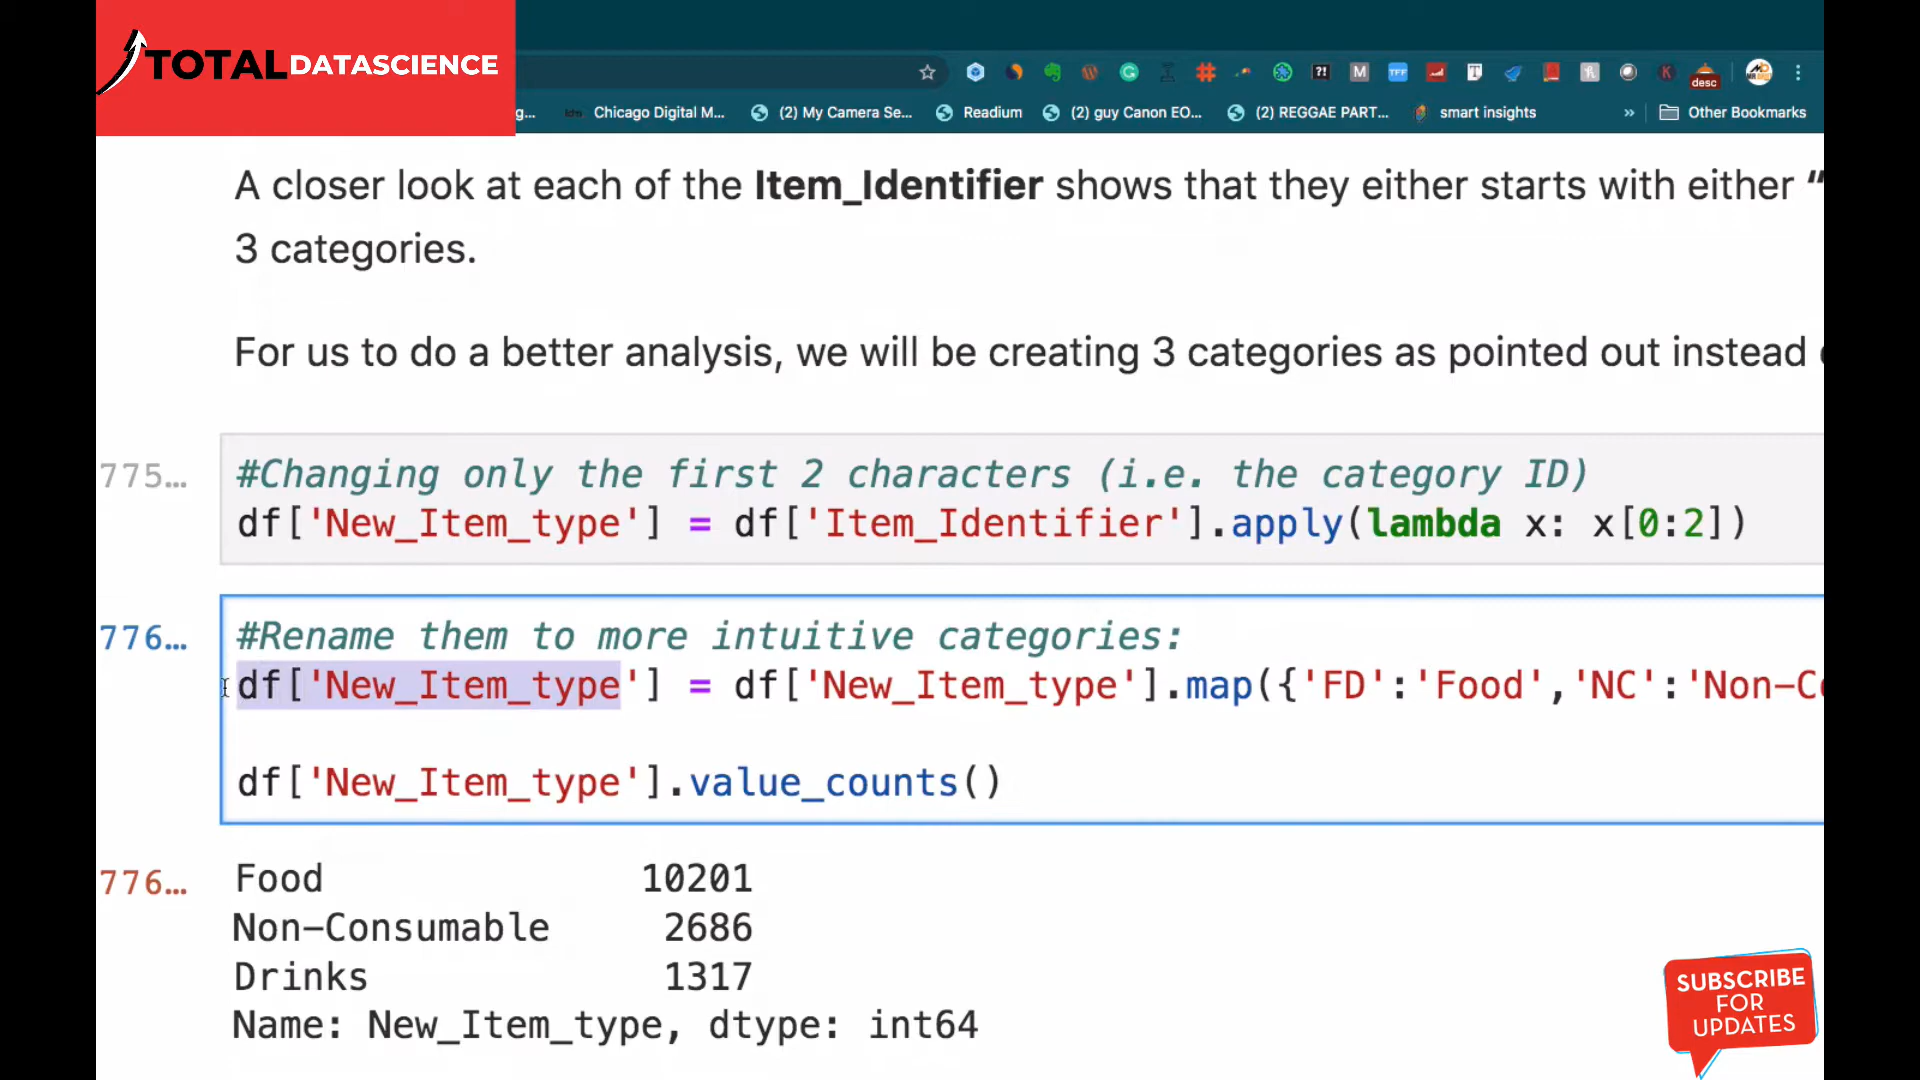 TOTALDATASCIENCE
?! M TFF T K desc
g... Chicago Digital M... (2) My Camera Se... Readium (2) guy Canon EO... (2) REGGAE PART... smart insights » Other Bookmarks
A closer look at each of the Item_Identifier shows that they either starts with either “
3 categories.
For us to do a better analysis, we will be creating 3 categories as pointed out instead
775…
#Changing only the first 2 characters (i.e. the category ID)
df['New_Item_type'] = df['Item_Identifier'].apply(lambda x: x[0:2])
776…
#Rename them to more intuitive categories:
df['New_Item_type'] = df['New_Item_type'].map({'FD':'Food','NC':'Non-C
df['New_Item_type'].value_counts()
776…
Food 10201
Non-Consumable 2686
Drinks 1317
Name: New_Item_type, dtype: int64
SUBSCRIBE
FOR
UPDATES